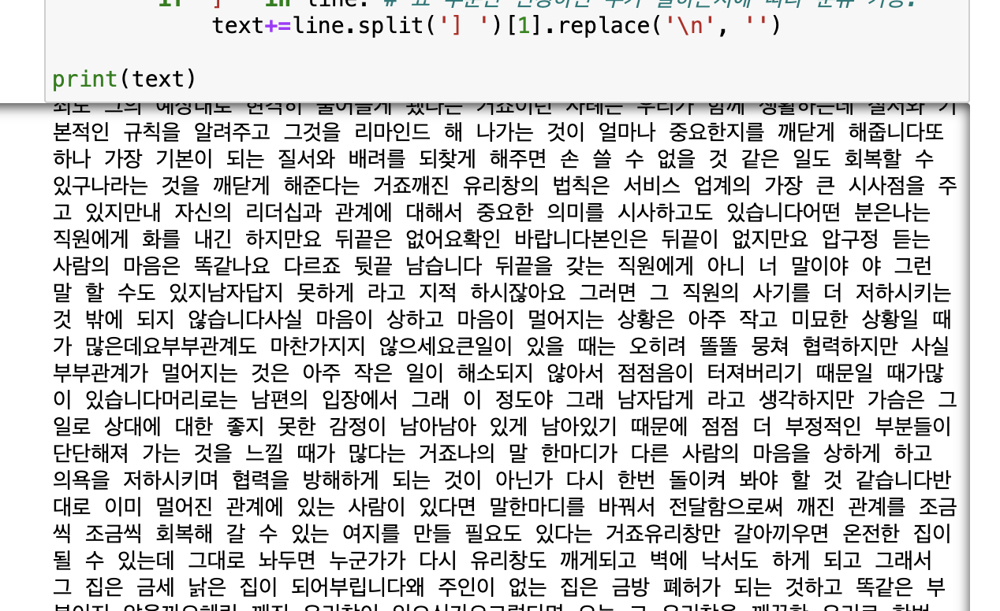 if '] ' in line: # 요 부분만 변형하면 누가 말하는지에 따라 분류 가능.
text+=line.split('] ')[1].replace('\n', '')
print(text)
그의 예상대로 현격히 줄어들게 됐다는 거죠이런 사례는 우리가 함께 생활하는데 질서와 기
본적인 규칙을 알려주고 그것을 리마인드 해 나가는 것이 얼마나 중요한지를 깨닫게 해줍니다또
하나 가장 기본이 되는 질서와 배려를 되찾게 해주면 손 쓸 수 없을 것 같은 일도 회복할 수
있구나라는 것을 깨닫게 해준다는 거죠깨진 유리창의 법칙은 서비스 업계의 가장 큰 시사점을 주
고 있지만내 자신의 리더십과 관계에 대해서 중요한 의미를 시사하고도 있습니다어떤 분은나는
직원에게 화를 내긴 하지만요 뒤끝은 없어요확인 바랍니다본인은 뒤끝이 없지만요 압구정 듣는
사람의 마음은 똑같나요 다르죠 뒷끝 남습니다 뒤끝을 갖는 직원에게 아니 너 말이야 야 그런
말 할 수도 있지남자답지 못하게 라고 지적 하시잖아요 그러면 그 직원의 사기를 더 저하시키는
것 밖에 되지 않습니다사실 마음이 상하고 마음이 멀어지는 상황은 아주 작고 미묘한 상황일 때
가 많은데요부부관계도 마찬가지지 않으세요큰일이 있을 때는 오히려 똘똘 뭉쳐 협력하지만 사실
부부관계가 멀어지는 것은 아주 작은 일이 해소되지 않아서 점점음이 터져버리기 때문일 때가많
이 있습니다머리로는 남편의 입장에서 그래 이 정도야 그래 남자답게 라고 생각하지만 가슴은 그
일로 상대에 대한 좋지 못한 감정이 남아남아 있게 남아있기 때문에 점점 더 부정적인 부분들이
단단해져 가는 것을 느낄 때가 많다는 거죠나의 말 한마디가 다른 사람의 마음을 상하게 하고
의욕을 저하시키며 협력을 방해하게 되는 것이 아닌가 다시 한번 돌이켜 봐야 할 것 같습니다반
대로 이미 멀어진 관계에 있는 사람이 있다면 말한마디를 바꿔서 전달함으로써 깨진 관계를 조금
씩 조금씩 회복해 갈 수 있는 여지를 만들 필요도 있다는 거죠유리창만 갈아끼우면 온전한 집이
될 수 있는데 그대로 놔두면 누군가가 다시 유리창도 깨게되고 벽에 낙서도 하게 되고 그래서
그 집은 금세 낡은 집이 되어부립니다왜 주인이 없는 집은 금방 폐허가 되는 것하고 똑같은 부